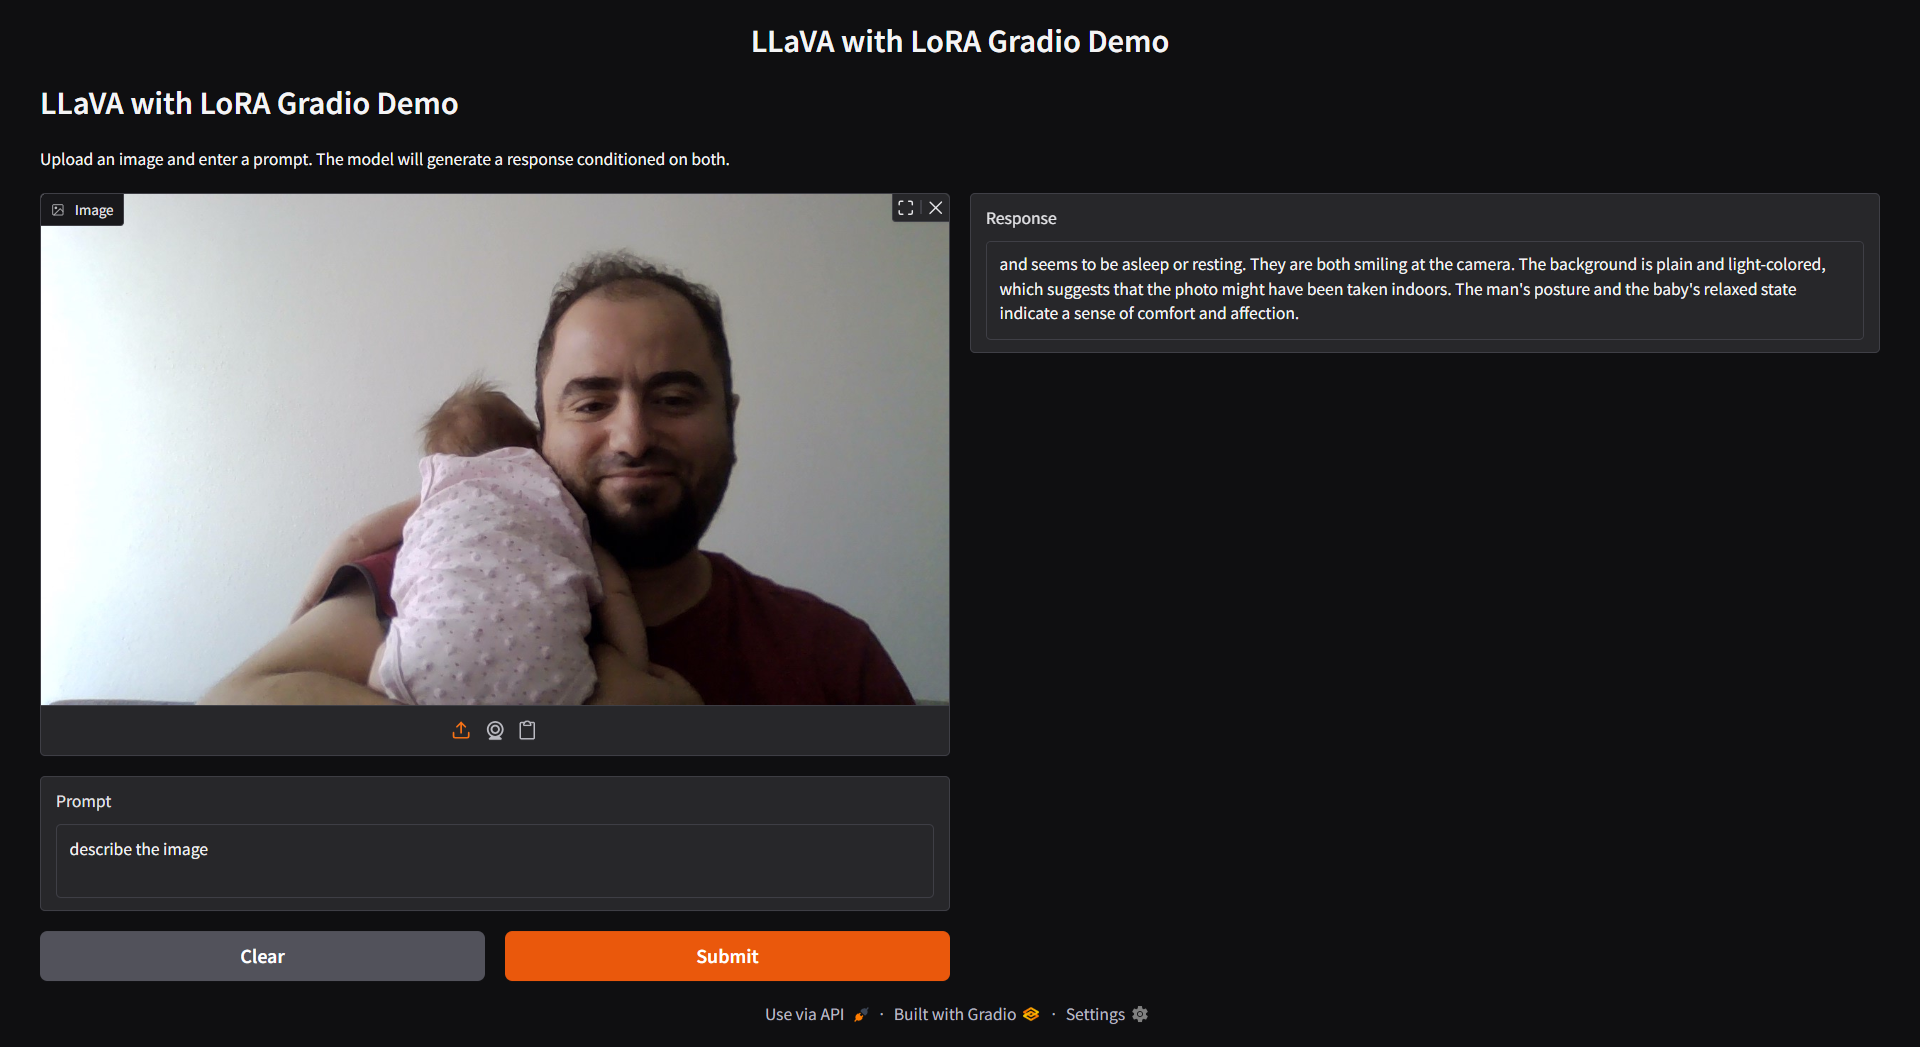 LLaVA with LoRA Gradio Demo
LLaVA with LoRA Gradio Demo
Upload an image and enter a prompt. The model will generate a response conditioned on both.
Image
Response
and seems to be asleep or resting. They are both smiling at the camera. The background is plain and light-colored,
which suggests that the photo might have been taken indoors. The man's posture and the baby's relaxed state
indicate a sense of comfort and affection.
Prompt
describe the image
Clear
Submit
Use via API · Built with Gradio · Settings